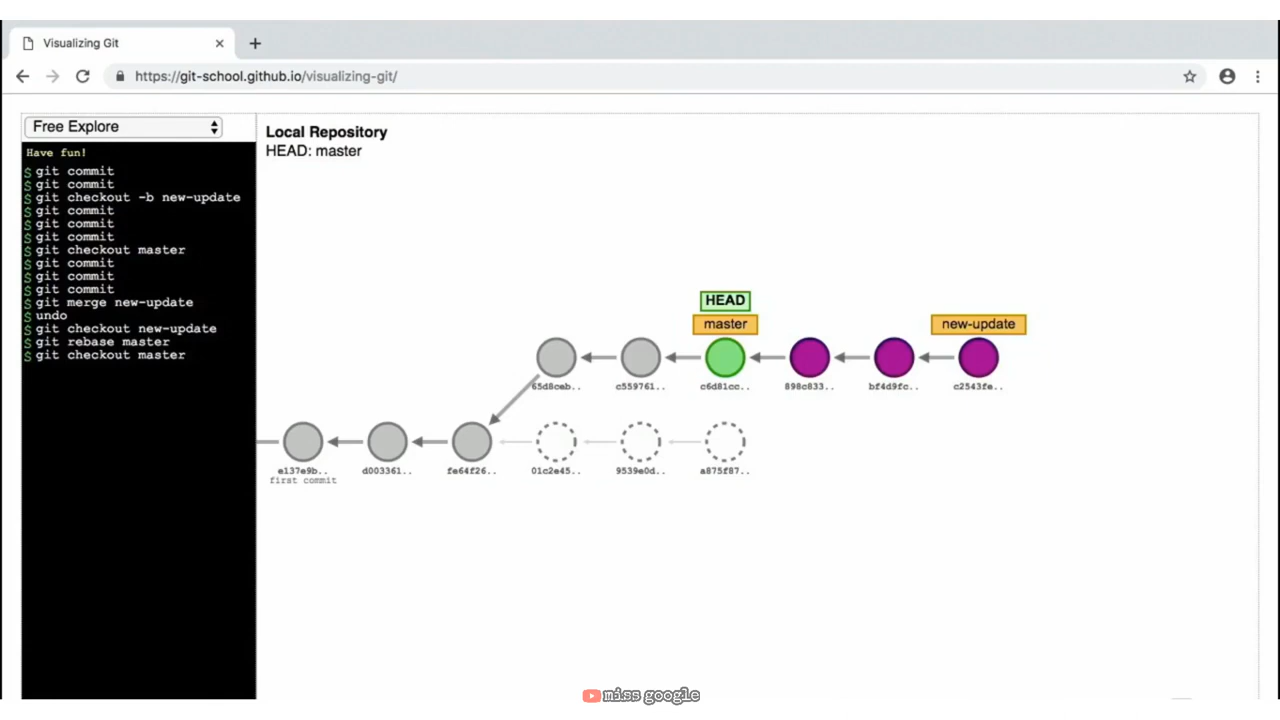 Visualizing Git
https://git-school.github.io/visualizing-git/
Free Explore
Have fun!
$ git commit
$ git commit
$ git checkout -b new-update
$ git commit
$ git commit
$ git commit
$ git checkout master
$ git commit
$ git commit
$ git commit
$ git merge new-update
$ undo
$ git checkout new-update
$ git rebase master
$ git checkout master
Local Repository
HEAD: master
HEAD
master
new-update
65d8ceb..
c559761..
c6d81cc..
898c833..
bf4d9fc..
c2543fe..
e137e9b..
d003361..
fe64f26..
01c2e45..
9539e0d..
a875f87..
first commit
miss google